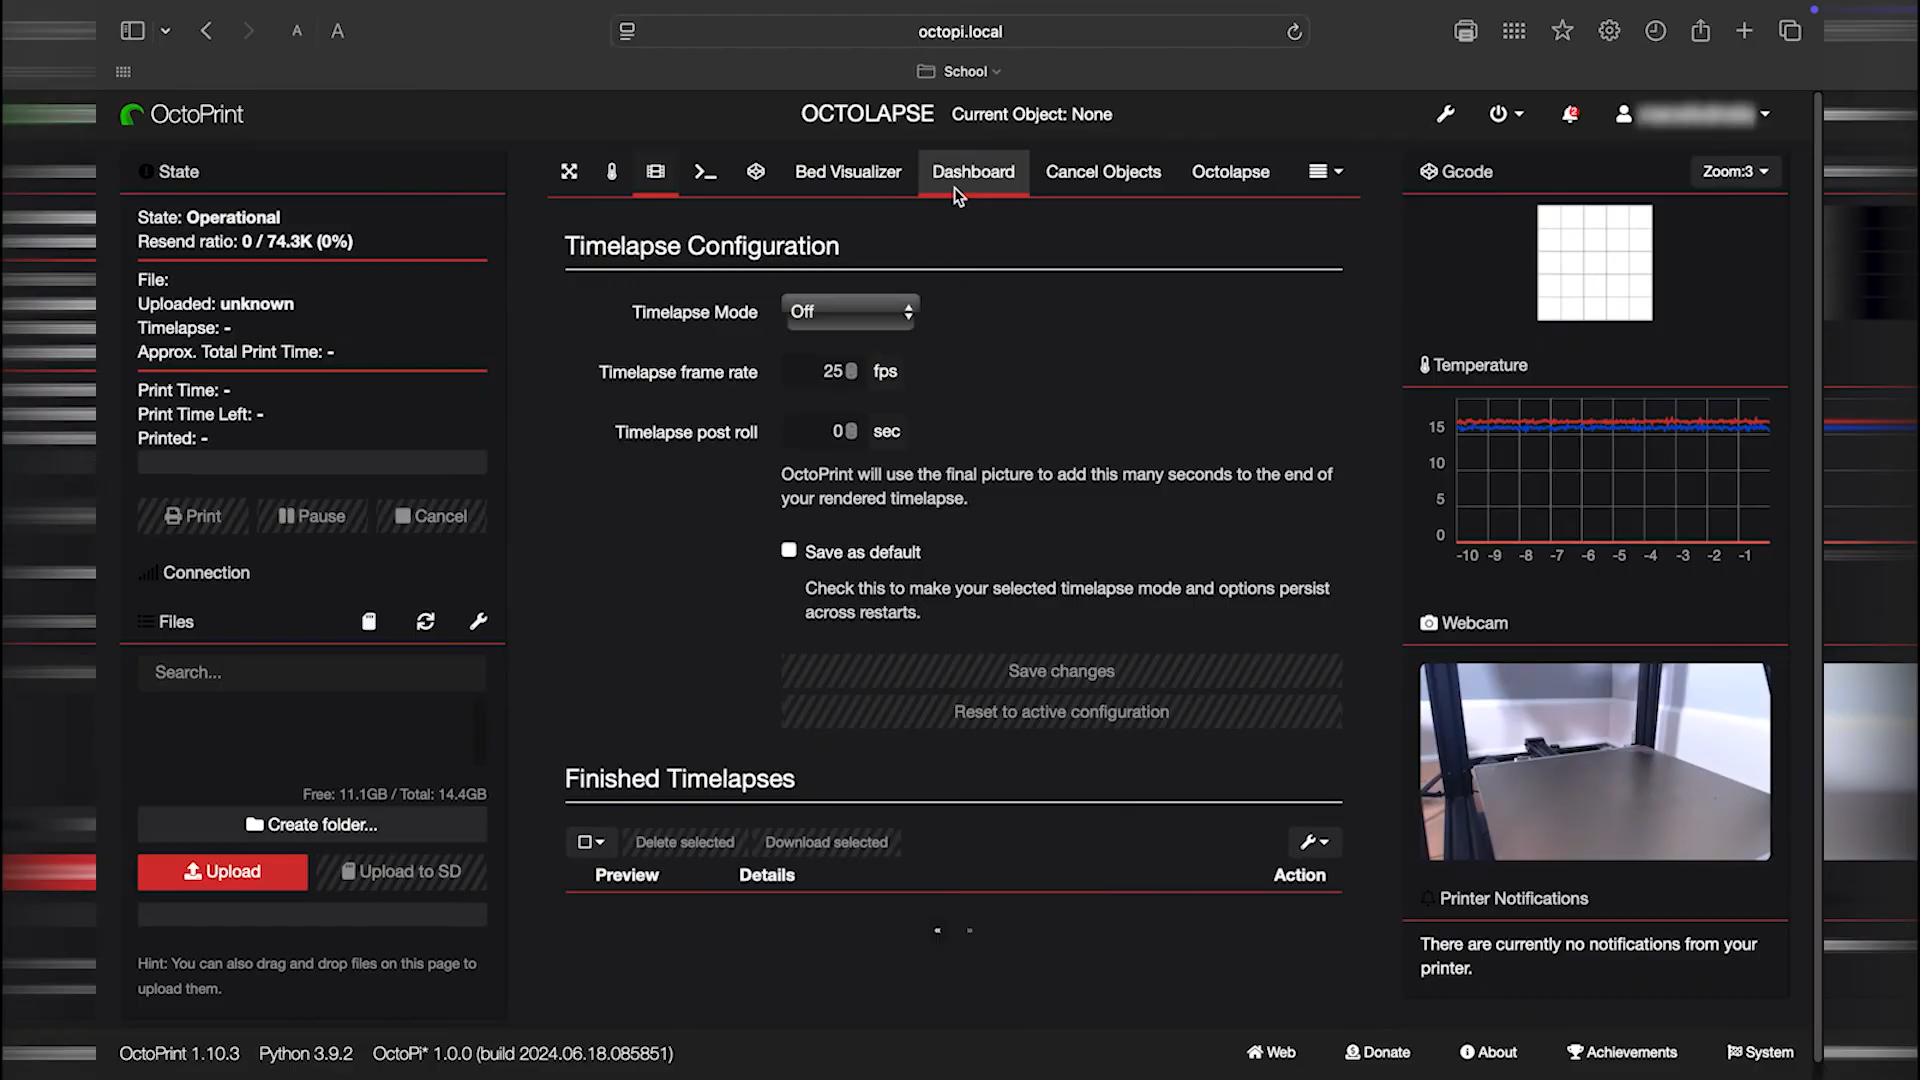 A A
octopi.local
School
OctoPrint
OCTOLAPSE Current Object: None
2
State
State: Operational
Resend ratio: 0 / 74.3K (0%)
File:
Uploaded: unknown
Timelapse: -
Approx. Total Print Time: -
Print Time: -
Print Time Left: -
Printed: -
Print Pause Cancel
Connection
Files
Search...
Free: 11.1GB / Total: 14.4GB
Create folder...
Upload Upload to SD
Hint: You can also drag and drop files on this page to
upload them.
Bed Visualizer Dashboard Cancel Objects Octolapse
Timelapse Configuration
Timelapse Mode Off
Timelapse frame rate 25 fps
Timelapse post roll 0 sec
OctoPrint will use the final picture to add this many seconds to the end of
your rendered timelapse.
Save as default
Check this to make your selected timelapse mode and options persist
across restarts.
Save changes
Reset to active configuration
Finished Timelapses
Delete selected Download selected
Preview Details Action
« »
Gcode Zoom:3
Temperature
15
10
5
0
-10 -9 -8 -7 -6 -5 -4 -3 -2 -1
Webcam
Printer Notifications
There are currently no notifications from your
printer.
OctoPrint 1.10.3 Python 3.9.2 OctoPi* 1.0.0 (build 2024.06.18.085851)
Web Donate About Achievements System